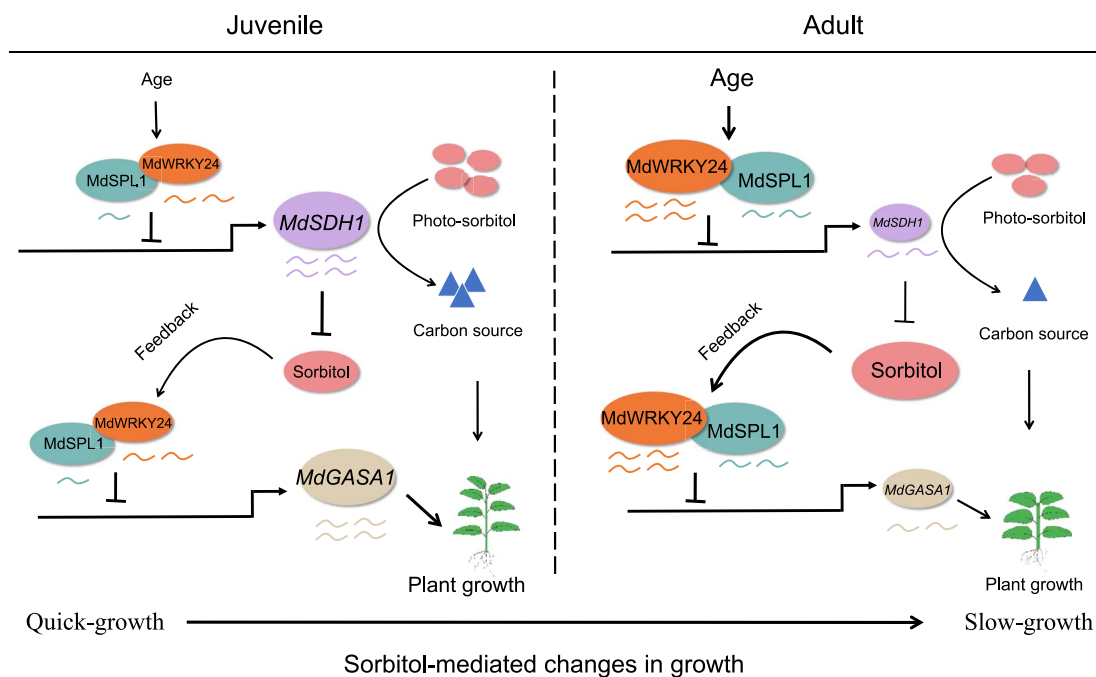 Juvenile
Adult
Age
MdWRKY24
MdSPL1
MdSDH1
Photo-sorbitol
Carbon source
Feedback
Sorbitol
MdWRKY24
MdSPL1
MdGASA1
Plant growth
Age
MdWRKY24
MdSPL1
MdSDH1
Photo-sorbitol
Carbon source
Feedback
Sorbitol
MdWRKY24
MdSPL1
MdGASA1
Plant growth
Quick-growth
Slow-growth
Sorbitol-mediated changes in growth